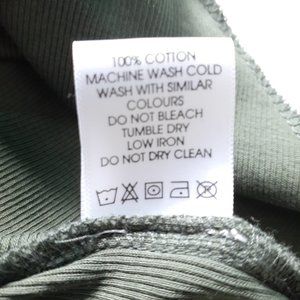 100% COTTON
MACHINE WASH COLD
WASH WITH SIMILAR
COLOURS
DO NOT BLEACH
TUMBLE DRY
LOW IRON
DO NOT DRY CLEAN